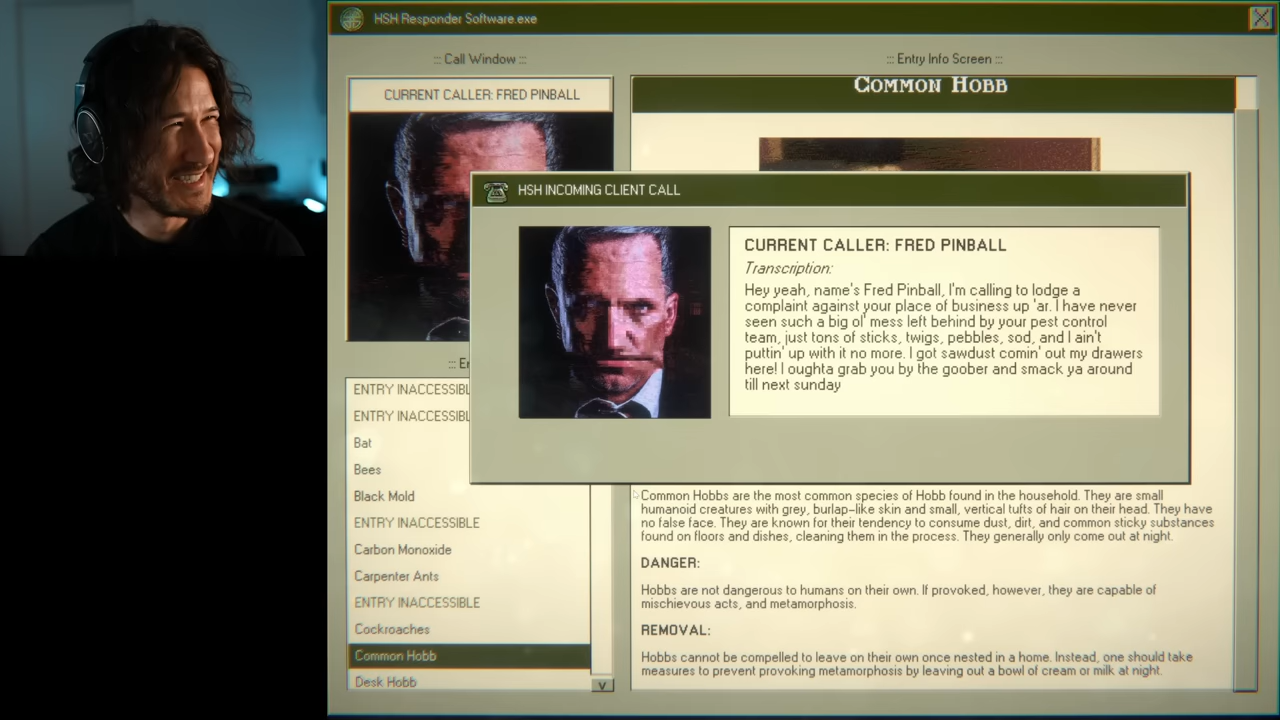 HSH Responder Software.exe
::: Call Window :::
::: Entry Info Screen :::
CURRENT CALLER: FRED PINBALL
COMMON HOBB
HSH INCOMING CLIENT CALL
CURRENT CALLER: FRED PINBALL
Transcription:
Hey yeah, name's Fred Pinball, I'm calling to lodge a
complaint against your place of business up 'ar. I have never
seen such a big ol' mess left behind by your pest control
team, just tons of sticks, twigs, pebbles, sod, and I ain't
puttin' up with it no more. I got sawdust comin' out my drawers
here! I oughta grab you by the goober and smack ya around
till next sunday
::: E
ENTRY INACCESSIBL
ENTRY INACCESSIBL
Bat
Bees
Black Mold
ENTRY INACCESSIBLE
Carbon Monoxide
Carpenter Ants
ENTRY INACCESSIBLE
Cockroaches
Common Hobb
Desk Hobb
Common Hobbs are the most common species of Hobb found in the household. They are small
humanoid creatures with grey, burlap-like skin and small, vertical tufts of hair on their head. They have
no false face. They are known for their tendency to consume dust, dirt, and common sticky substances
found on floors and dishes, cleaning them in the process. They generally only come out at night.
DANGER:
Hobbs are not dangerous to humans on their own. If provoked, however, they are capable of
mischievous acts, and metamorphosis.
REMOVAL:
Hobbs cannot be compelled to leave on their own once nested in a home. Instead, one should take
measures to prevent provoking metamorphosis by leaving out a bowl of cream or milk at night.